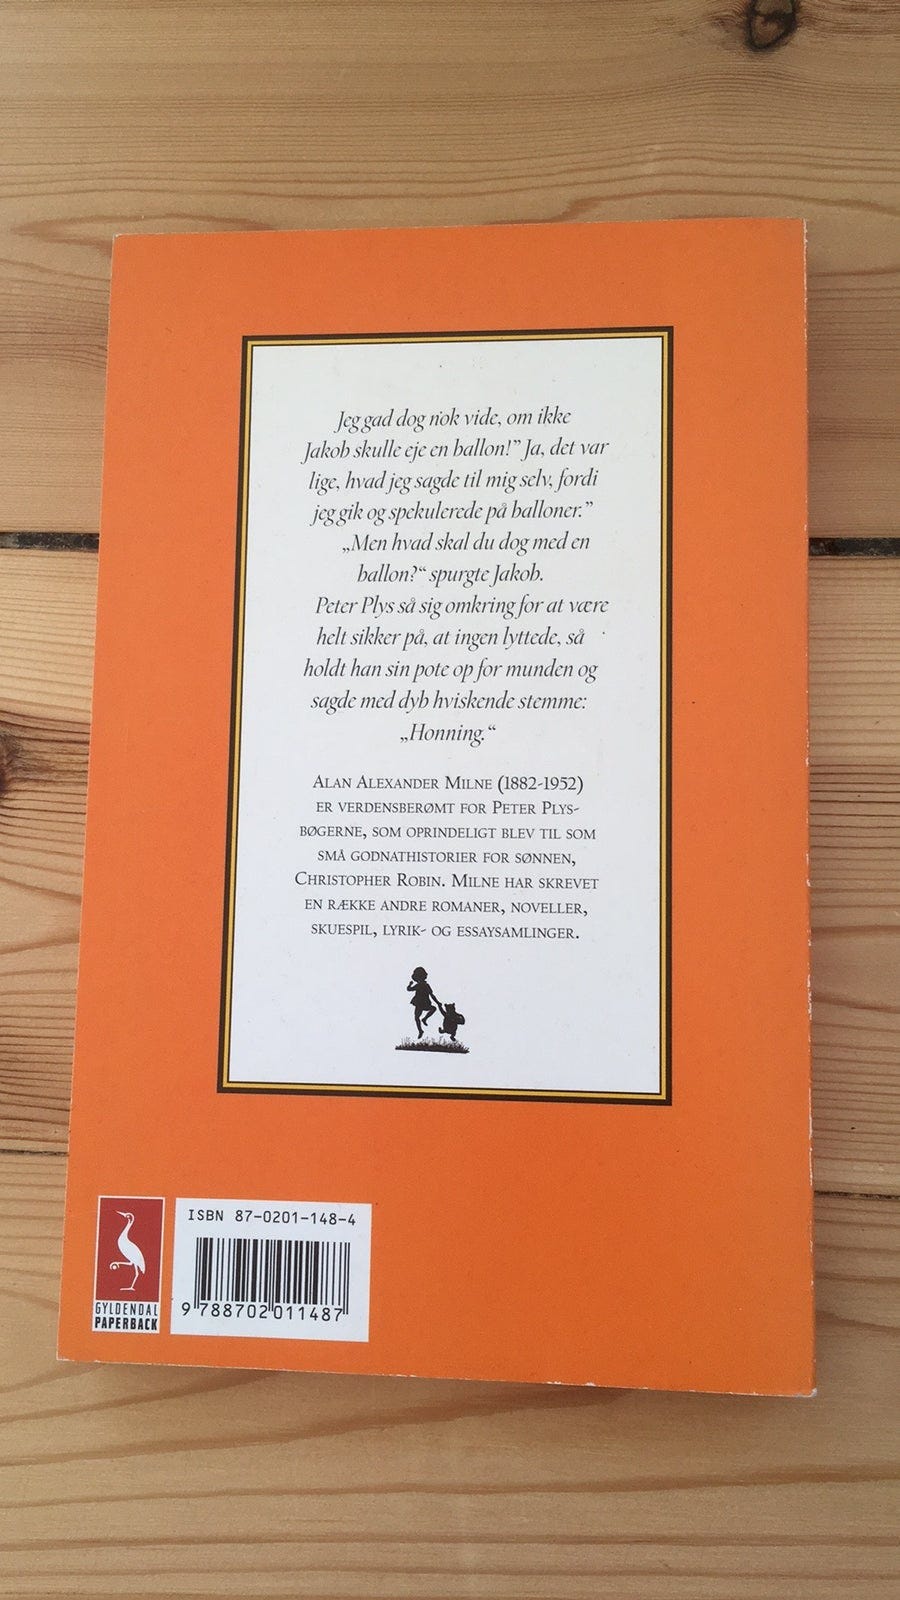 Jeg gad dog nok vide, om ikke
Jakob skulle eje en ballon!” Ja, det var
lige, hvad jeg sagde til mig selv, fordi
jeg gik og spekulerede på balloner.”
„Men hvad skal du dog med en
ballon?“ spurgte Jakob.
Peter Plys så sig omkring for at være
helt sikker på, at ingen lyttede, så
holdt han sin pote op for munden og
sagde med dyb hviskende stemme:
„Honning.“
ALAN ALEXANDER MILNE (1882-1952)
ER VERDENSBERØMT FOR PETER PLYS-
BØGERNE, SOM OPRINDELIGT BLEV TIL SOM
SMÅ GODNATHISTORIER FOR SØNNEN,
CHRISTOPHER ROBIN. MILNE HAR SKREVET
EN RÆKKE ANDRE ROMANER, NOVELLER,
SKUESPIL, LYRIK- OG ESSAYSAMLINGER.
ISBN 87-0201-148-4
9 788702 011487
GYLDENDAL
PAPERBACK